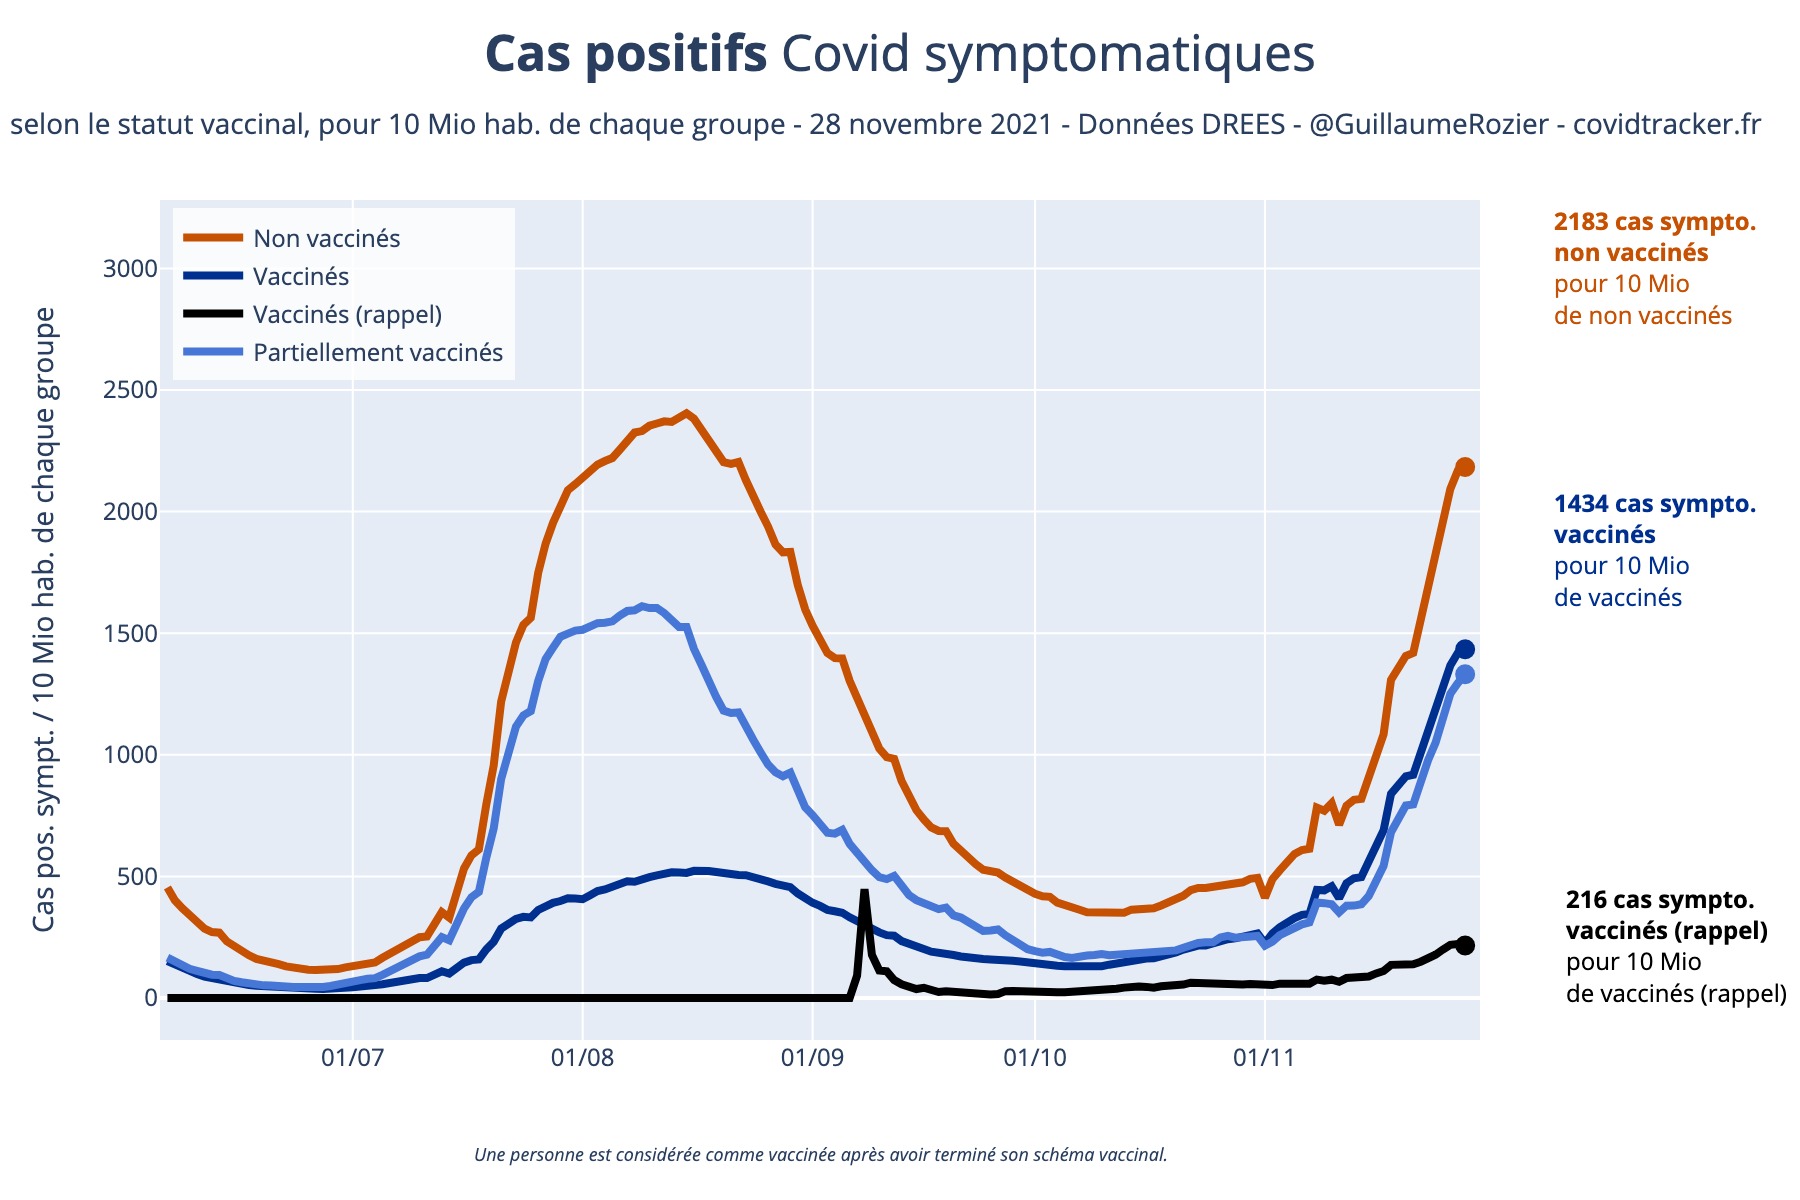 Cas positifs Covid symptomatiques
selon le statut vaccinal, pour 10 Mio hab. de chaque groupe - 28 novembre 2021 - Données DREES - @GuillaumeRozier - covidtracker.fr
Non vaccinés
Vaccinés
Vaccinés (rappel)
Partiellement vaccinés
Cas pos. sympt. / 10 Mio hab. de chaque groupe
3000
2500
2000
1500
1000
500
0
01/07
01/08
01/09
01/10
01/11
2183 cas sympto.
non vaccinés
pour 10 Mio
de non vaccinés
1434 cas sympto.
vaccinés
pour 10 Mio
de vaccinés
216 cas sympto.
vaccinés (rappel)
pour 10 Mio
de vaccinés (rappel)
Une personne est considérée comme vaccinée après avoir terminé son schéma vaccinal.